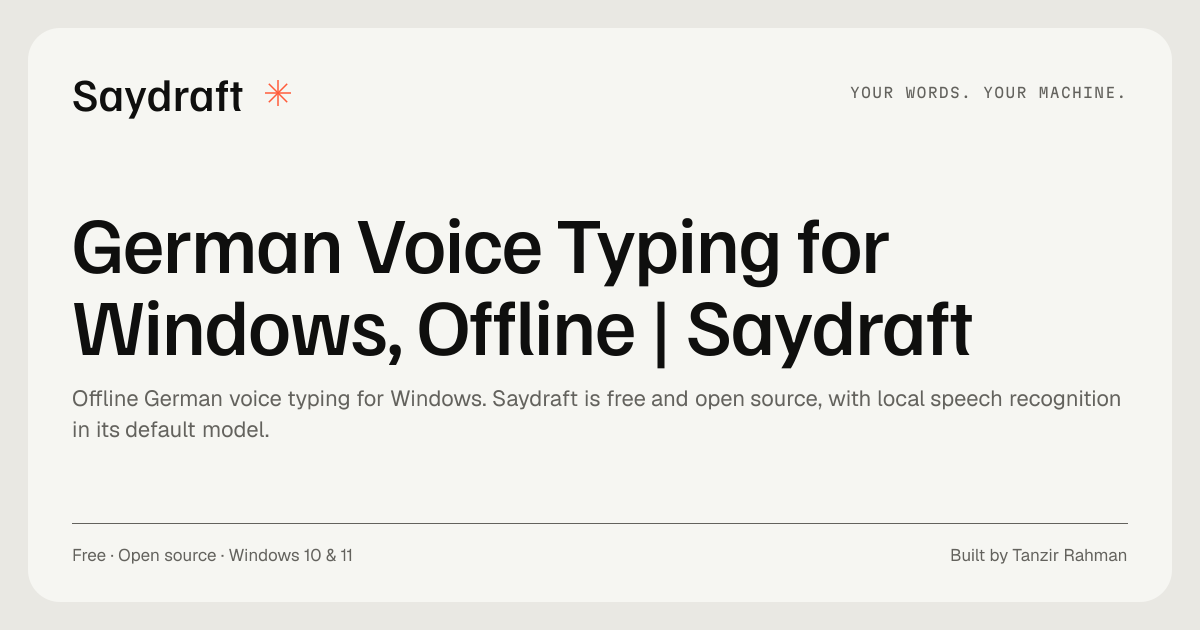 Saydraft
YOUR WORDS. YOUR MACHINE.
German Voice Typing for
Windows, Offline | Saydraft
Offline German voice typing for Windows. Saydraft is free and open source, with local speech recognition
in its default model.
Free · Open source · Windows 10 & 11
Built by Tanzir Rahman